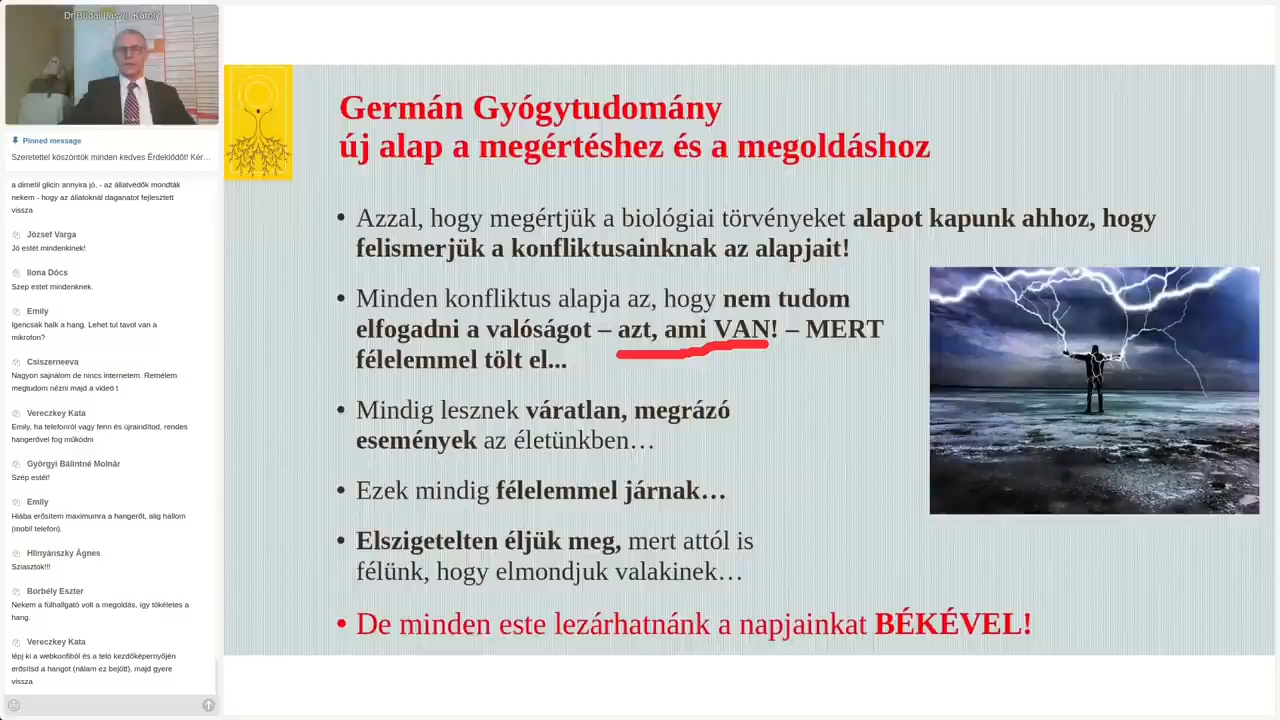 Dr Budai László Károly
Pinned message
Szeretettel köszöntök minden kedves Érdeklődőt! Kér…
a dimetil glicin annyira jó, - az állatvédők mondták
nekem - hogy az állatoknál daganatot fejlesztett
vissza
József Varga
Jó estét mindenkinek!
Ilona Dócs
Szep estet mindenknek.
Emily
Igencsak halk a hang. Lehet tul tavol van a
mikrofon?
Csiszerneeva
Nagyon sajnálom de nincs internetem. Remélem
megtudom nézni majd a videó t
Vereczkey Kata
Emily, ha telefonról vagy fenn és újraindítod, rendes
hangerővel fog működni
Györgyi Bálintné Molnár
Szép estét!
Emily
Hiába erősítem maximumra a hangerőt, alig hallom
(mobil telefon).
Hlinyánszky Ágnes
Sziasztok!!!
Borbély Eszter
Nekem a fülhallgató volt a megoldás, így tökéletes a
hang.
Vereczkey Kata
lépj ki a webkonfiból és a teló kezdőképernyőjén
erősítsd a hangot (nálam ez bejött), majd gyere
vissza
Germán Gyógytudomány
új alap a megértéshez és a megoldáshoz
• Azzal, hogy megértjük a biológiai törvényeket alapot kapunk ahhoz, hogy
felismerjük a konfliktusainknak az alapjait!
• Minden konfliktus alapja az, hogy nem tudom
elfogadni a valóságot – azt, ami VAN! – MERT
félelemmel tölt el...
• Mindig lesznek váratlan, megrázó
események az életünkben…
• Ezek mindig félelemmel járnak…
• Elszigetelten éljük meg, mert attól is
félünk, hogy elmondjuk valakinek…
• De minden este lezárhatnánk a napjainkat BÉKÉVEL!